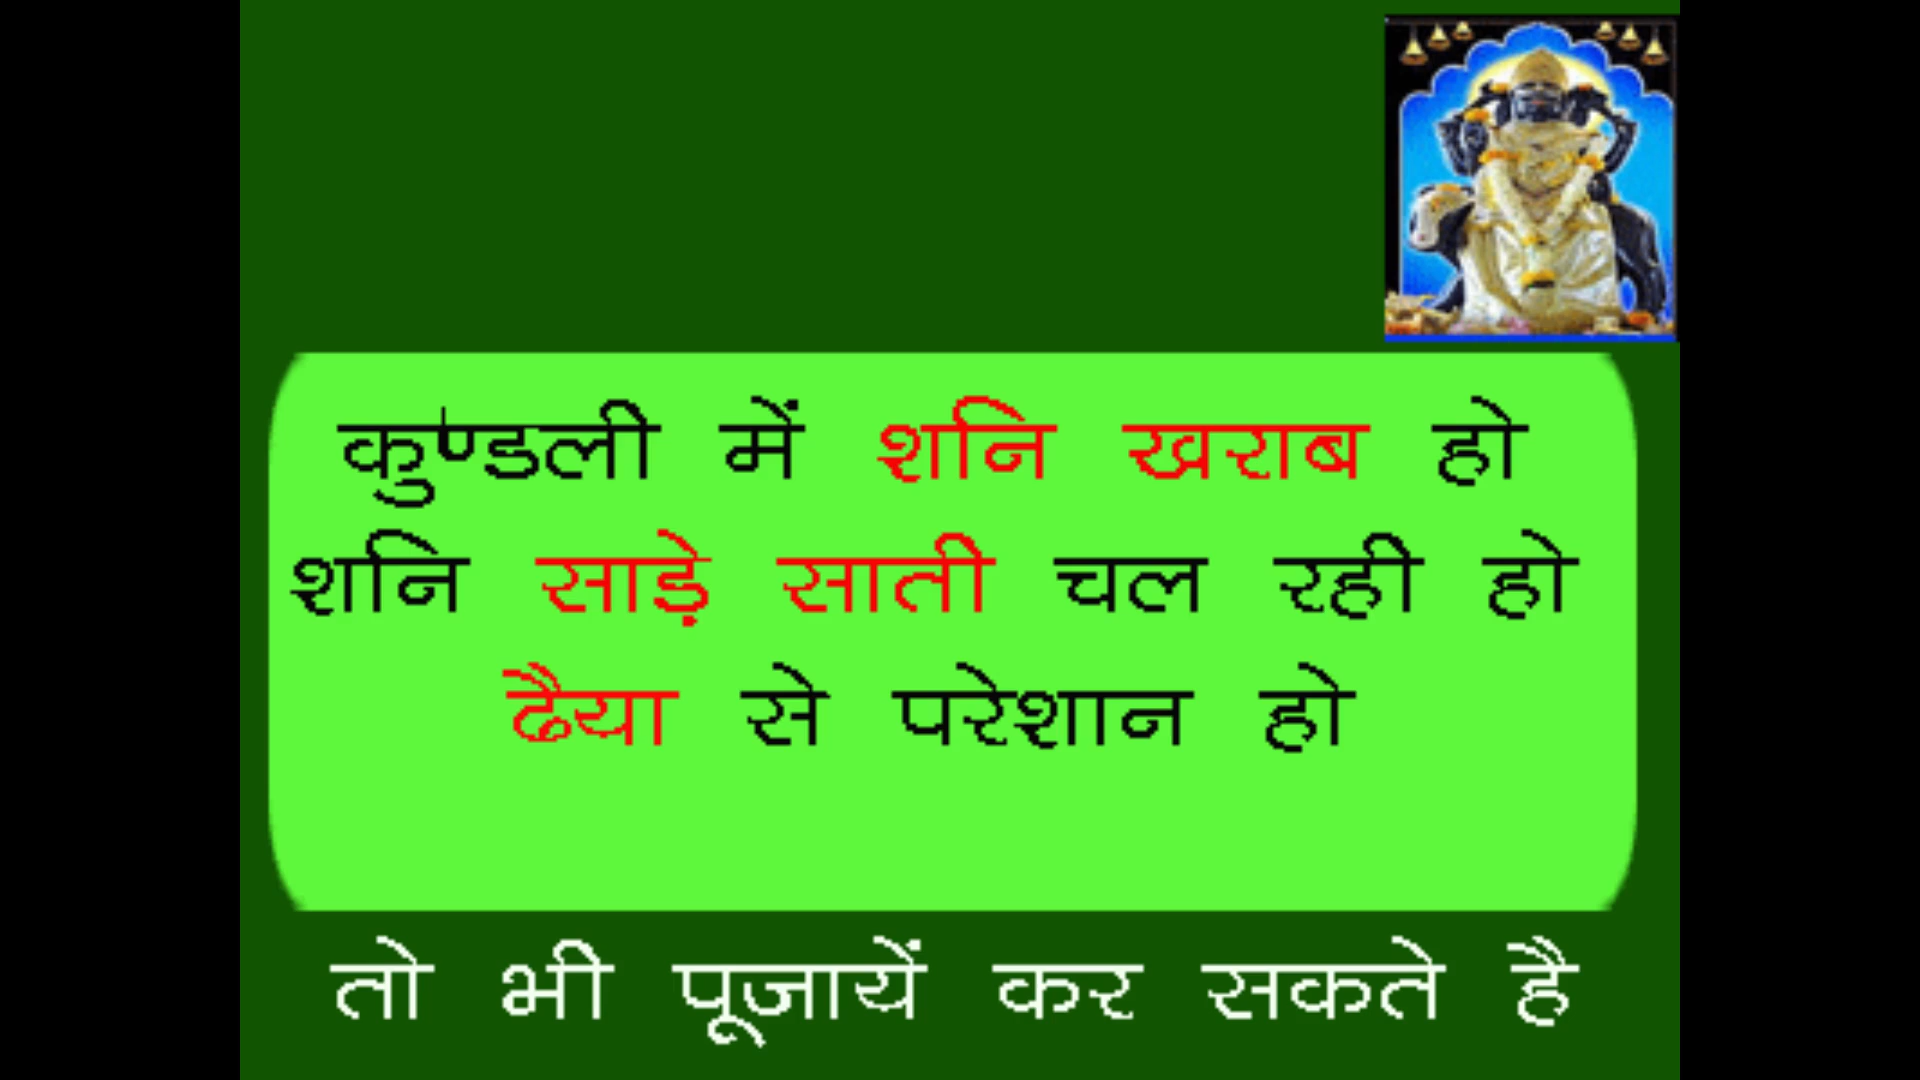 कुण्डली में शनि खराब हो
शनि साड़े साती चल रही हो
ढैया से परेशान हो
तो भी पूजायें कर सकते है